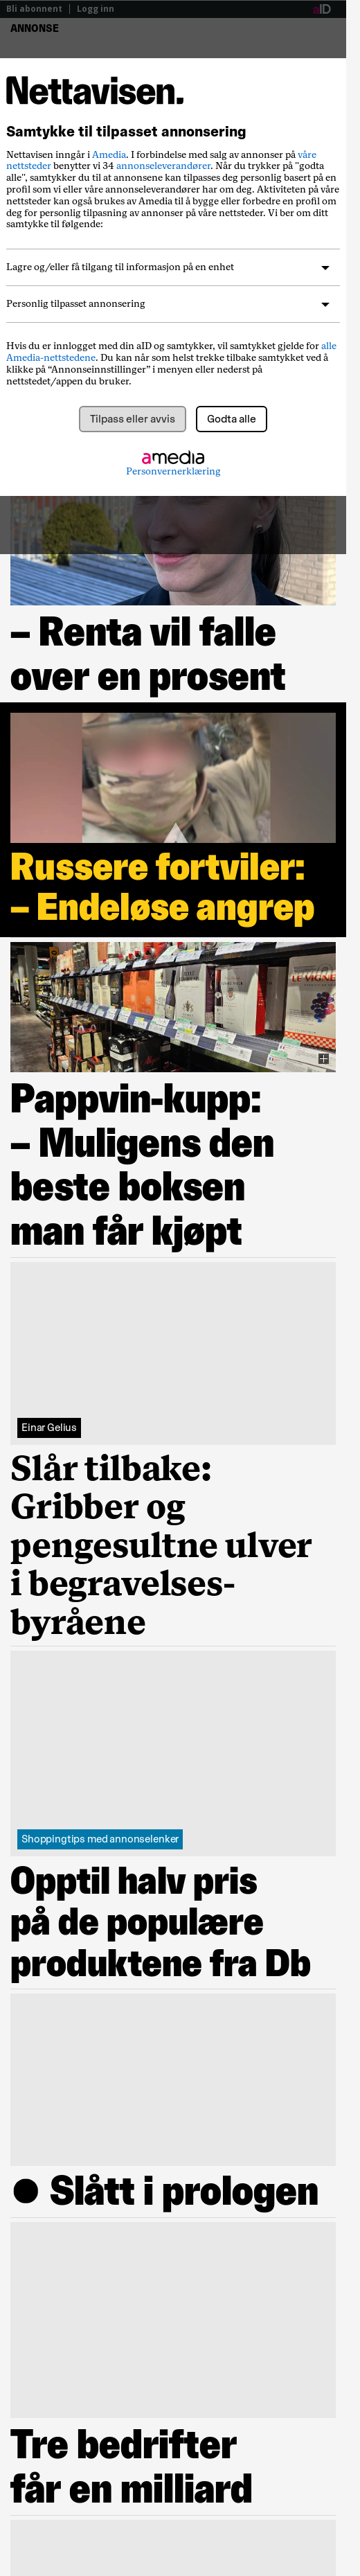 Bli abonnent | Logg inn
aID
ANNONSE
Nettavisen.
Samtykke til tilpasset annonsering
Nettavisen inngår i Amedia. I forbindelse med salg av annonser på våre
nettsteder benytter vi 34 annonseleverandører. Når du trykker på "godta
alle", samtykker du til at annonsene kan tilpasses deg personlig basert på en
profil som vi eller våre annonseleverandører har om deg. Aktiviteten på våre
nettsteder kan også brukes av Amedia til å bygge eller forbedre en profil om
deg for personlig tilpasning av annonser på våre nettsteder. Vi ber om ditt
samtykke til følgende:
Lagre og/eller få tilgang til informasjon på en enhet
Personlig tilpasset annonsering
Hvis du er innlogget med din aID og samtykker, vil samtykket gjelde for alle
Amedia-nettstedene. Du kan når som helst trekke tilbake samtykket ved å
klikke på “Annonseinnstillinger” i menyen eller nederst på
nettstedet/appen du bruker.
Tilpass eller avvis
Godta alle
amedia
Personvernerklæring
– Renta vil falle
over en prosent
Russere fortviler:
– Endeløse angrep
LE VIGNE
Pappvin-kupp:
– Muligens den
beste boksen
man får kjøpt
Einar Gelius
Slår tilbake:
Gribber og
pengesultne ulver
i begravelses-
byråene
Shoppingtips med annonselenker
Opptil halv pris
på de populære
produktene fra Db
● Slått i prologen
Tre bedrifter
får en milliard